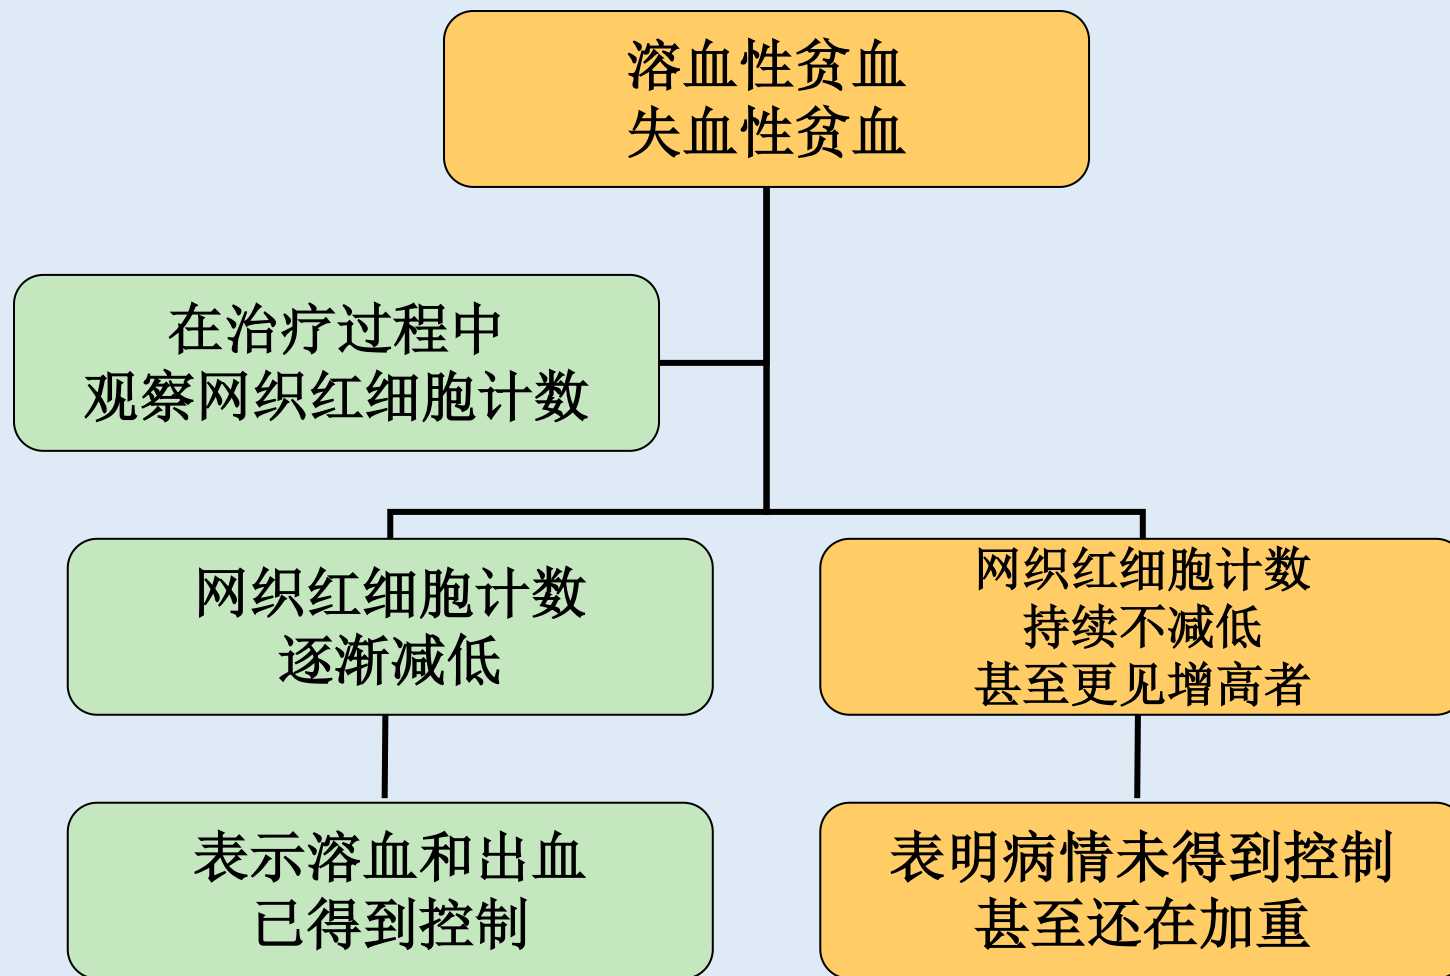 溶血性贫血
失血性贫血
在治疗过程中
观察网织红细胞计数
网织红细胞计数
逐渐减低
网织红细胞计数
持续不减低
甚至更见增高者
表示溶血和出血
已得到控制
表明病情未得到控制
甚至还在加重